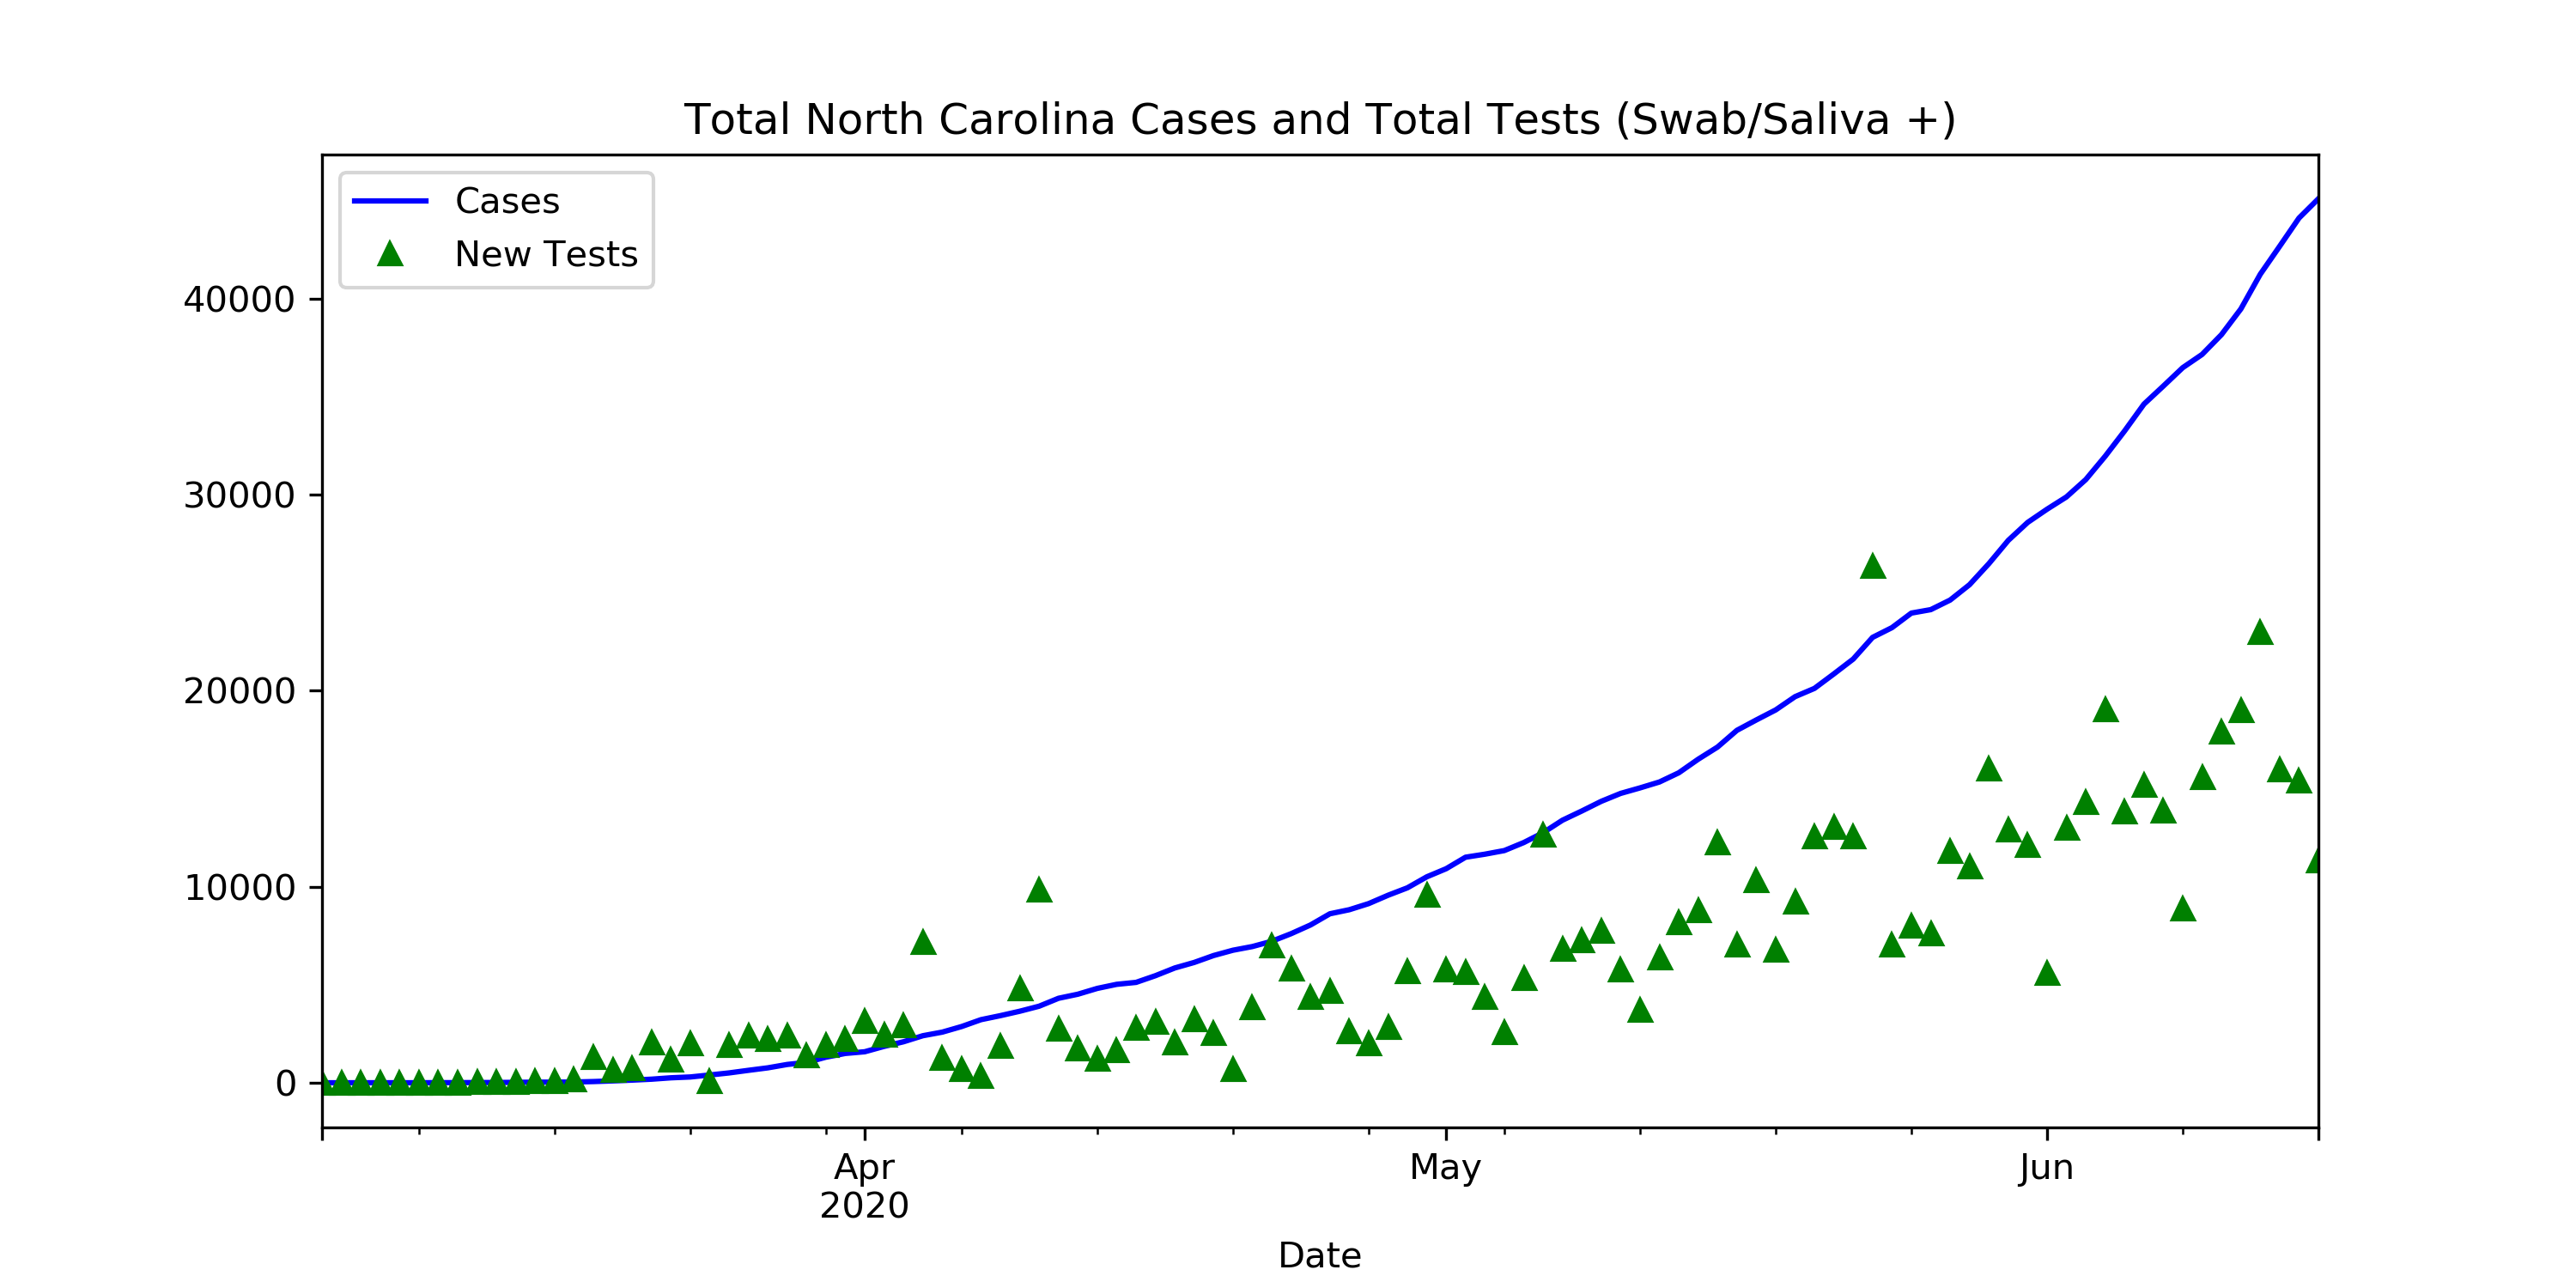 Total North Carolina Cases and Total Tests (Swab/Saliva +)
Cases
New Tests
40000
30000
20000
10000
0
Apr
May
Jun
2020
Date